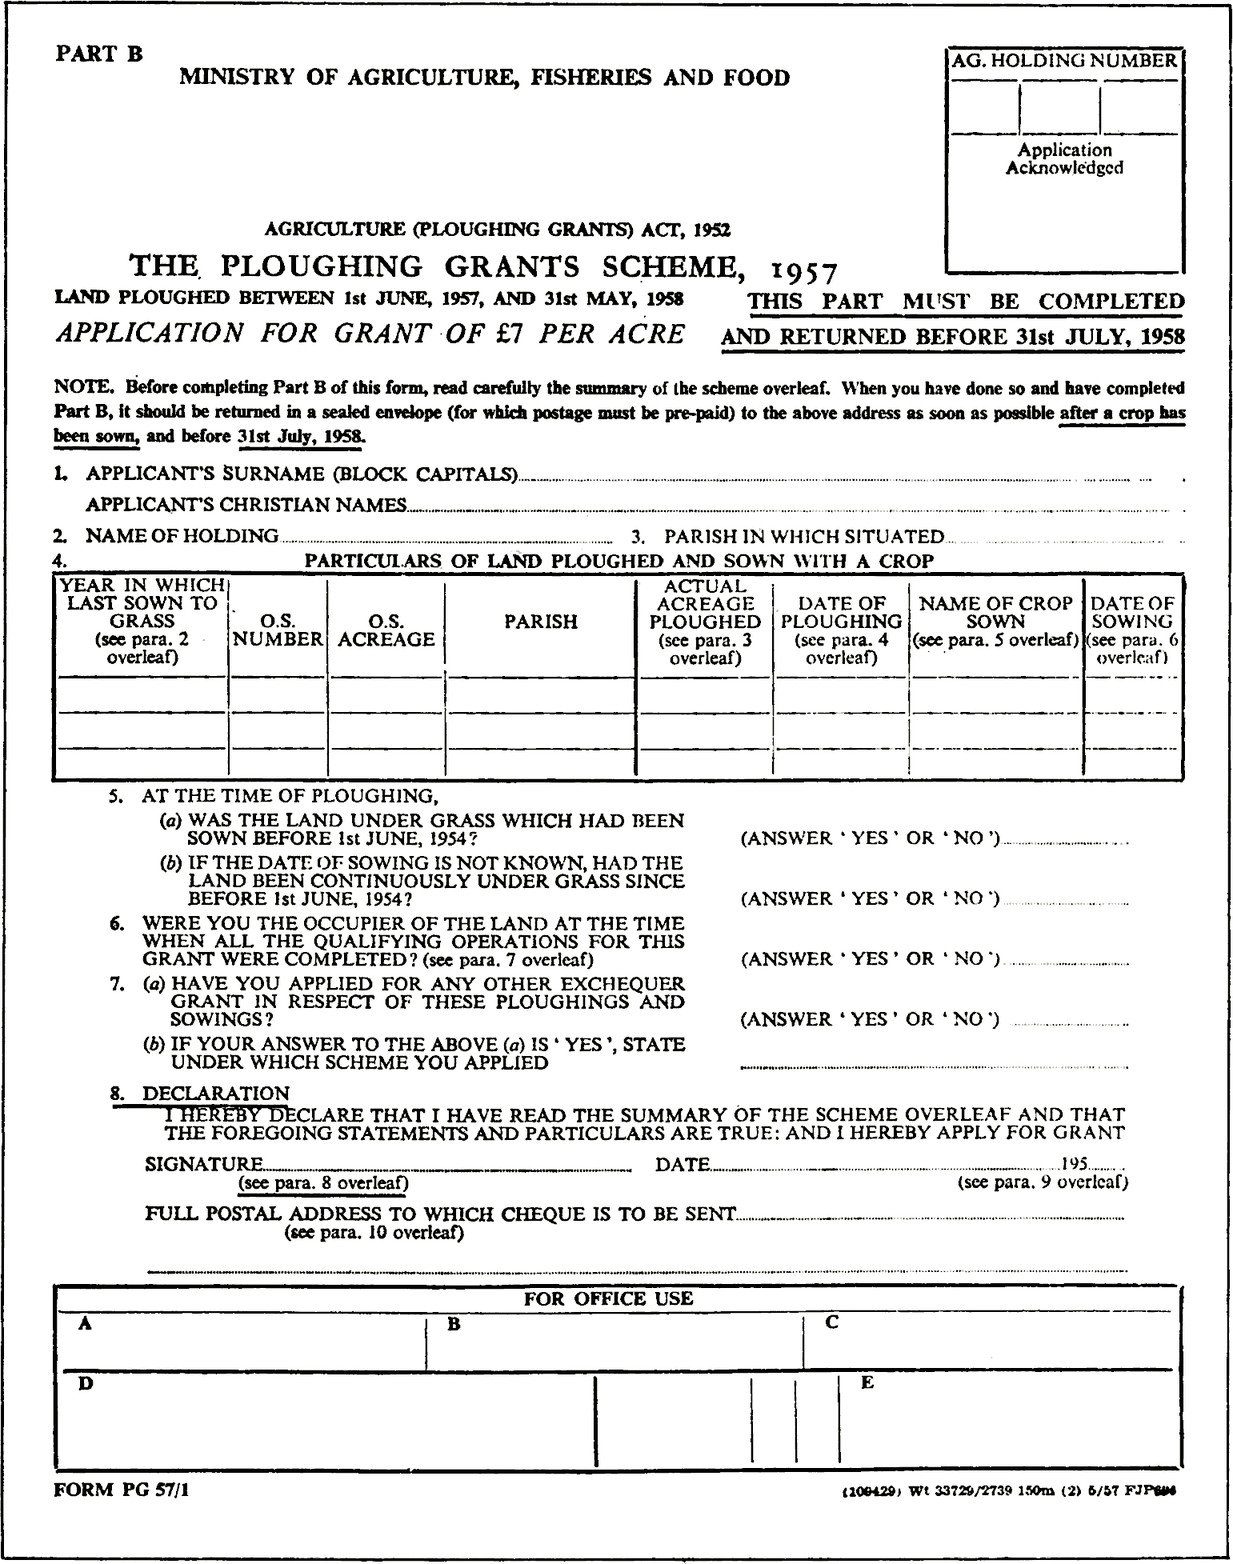 PART B
MINISTRY OF AGRICULTURE, FISHERIES AND FOOD
AG. HOLDING NUMBER
Application
Acknowledged
AGRICULTURE (PLOUGHING GRANTS) ACT, 1952
THE PLOUGHING GRANTS SCHEME, 1957
LAND PLOUGHED BETWEEN 1st JUNE, 1957, AND 31st MAY, 1958
THIS PART MUST BE COMPLETED
APPLICATION FOR GRANT OF £7 PER ACRE
AND RETURNED BEFORE 31st JULY, 1958
NOTE. Before completing Part B of this form, read carefully the summary of the scheme overleaf. When you have done so and have completed
Part B, it should be returned in a sealed envelope (for which postage must be pre-paid) to the above address as soon as possible after a crop has
been sown, and before 31st July, 1958.
1. APPLICANT'S SURNAME (BLOCK CAPITALS)
APPLICANT'S CHRISTIAN NAMES
2. NAME OF HOLDING
3. PARISH IN WHICH SITUATED
4. PARTICULARS OF LAND PLOUGHED AND SOWN WITH A CROP
YEAR IN WHICH
LAST SOWN TO
GRASS
(see para. 2
overleaf)
O.S.
NUMBER
O.S.
ACREAGE
PARISH
ACTUAL
ACREAGE
PLOUGHED
(see para. 3
overleaf)
DATE OF
PLOUGHING
(see para. 4
overleaf)
NAME OF CROP
SOWN
(see para. 5 overleaf)
DATE OF
SOWING
(see para. 6
overleaf)
5. AT THE TIME OF PLOUGHING,
(a) WAS THE LAND UNDER GRASS WHICH HAD BEEN
SOWN BEFORE 1st JUNE, 1954?
(ANSWER ' YES ' OR ' NO ')
(b) IF THE DATE OF SOWING IS NOT KNOWN, HAD THE
LAND BEEN CONTINUOUSLY UNDER GRASS SINCE
BEFORE 1st JUNE, 1954?
(ANSWER ' YES ' OR ' NO ')
6. WERE YOU THE OCCUPIER OF THE LAND AT THE TIME
WHEN ALL THE QUALIFYING OPERATIONS FOR THIS
GRANT WERE COMPLETED? (see para. 7 overleaf)
(ANSWER ' YES ' OR ' NO ')
7. (a) HAVE YOU APPLIED FOR ANY OTHER EXCHEQUER
GRANT IN RESPECT OF THESE PLOUGHINGS AND
SOWINGS?
(ANSWER ' YES ' OR ' NO ')
(b) IF YOUR ANSWER TO THE ABOVE (a) IS ' YES ', STATE
UNDER WHICH SCHEME YOU APPLIED
8. DECLARATION
I HEREBY DECLARE THAT I HAVE READ THE SUMMARY OF THE SCHEME OVERLEAF AND THAT
THE FOREGOING STATEMENTS AND PARTICULARS ARE TRUE: AND I HEREBY APPLY FOR GRANT
SIGNATURE
DATE 195
(see para. 8 overleaf)
(see para. 9 overleaf)
FULL POSTAL ADDRESS TO WHICH CHEQUE IS TO BE SENT
(see para. 10 overleaf)
FOR OFFICE USE
A
B
C
D
E
FORM PG 57/1
Wt 33729/2739 150m (2) 5/57